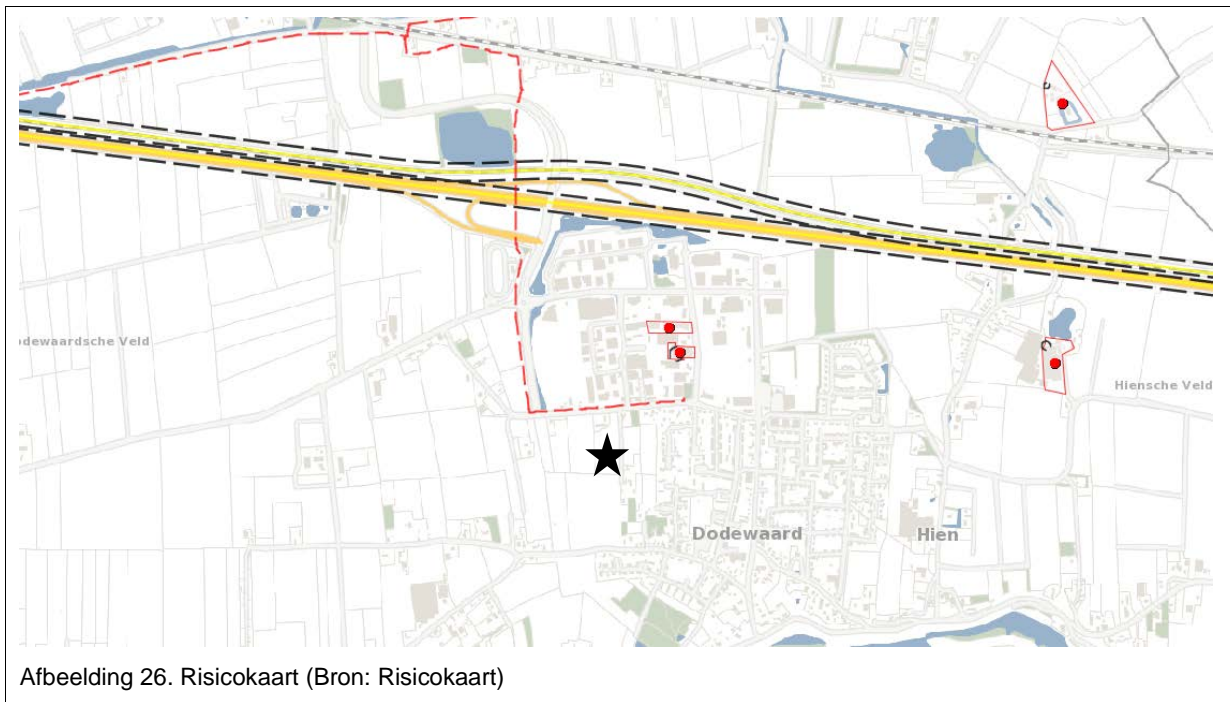 odewaardsche Veld
Hiensche Veld
Dodewaard
Hien
Afbeelding 26. Risicokaart (Bron: Risicokaart)